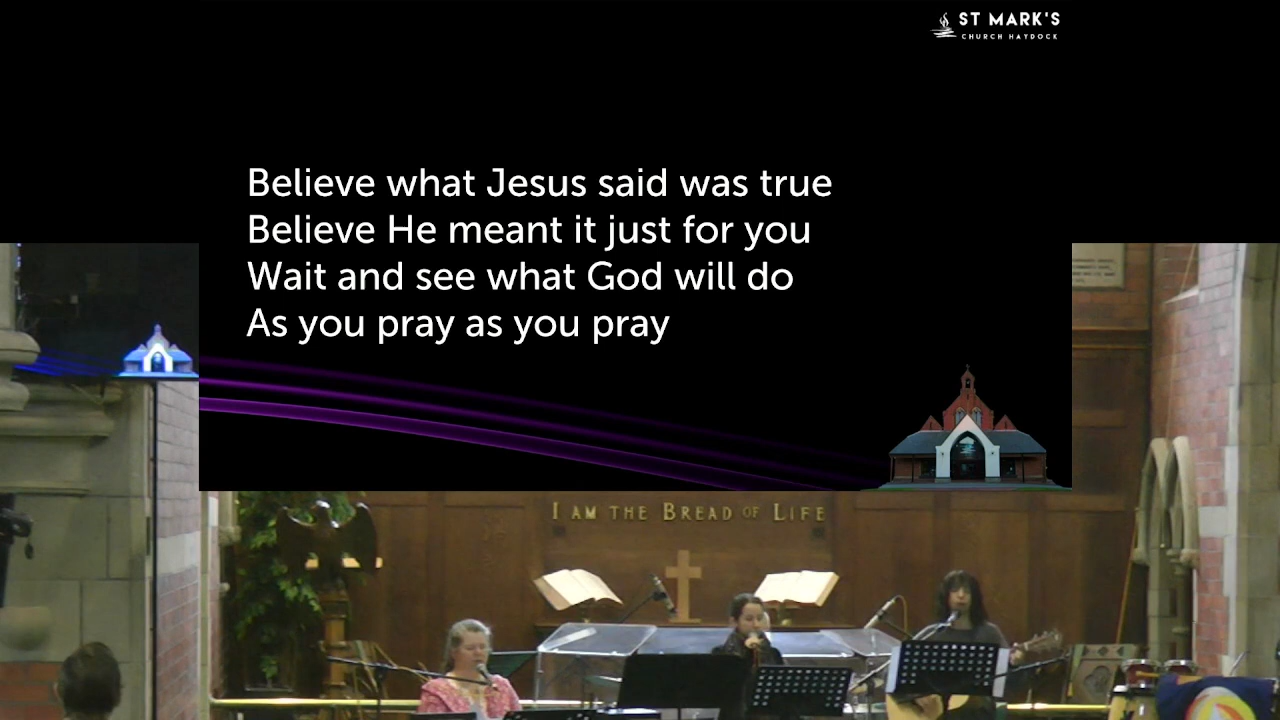 ST MARK'S
CHURCH HAYDOCK
Believe what Jesus said was true
Believe He meant it just for you
Wait and see what God will do
As you pray as you pray
I AM THE BREAD OF LIFE